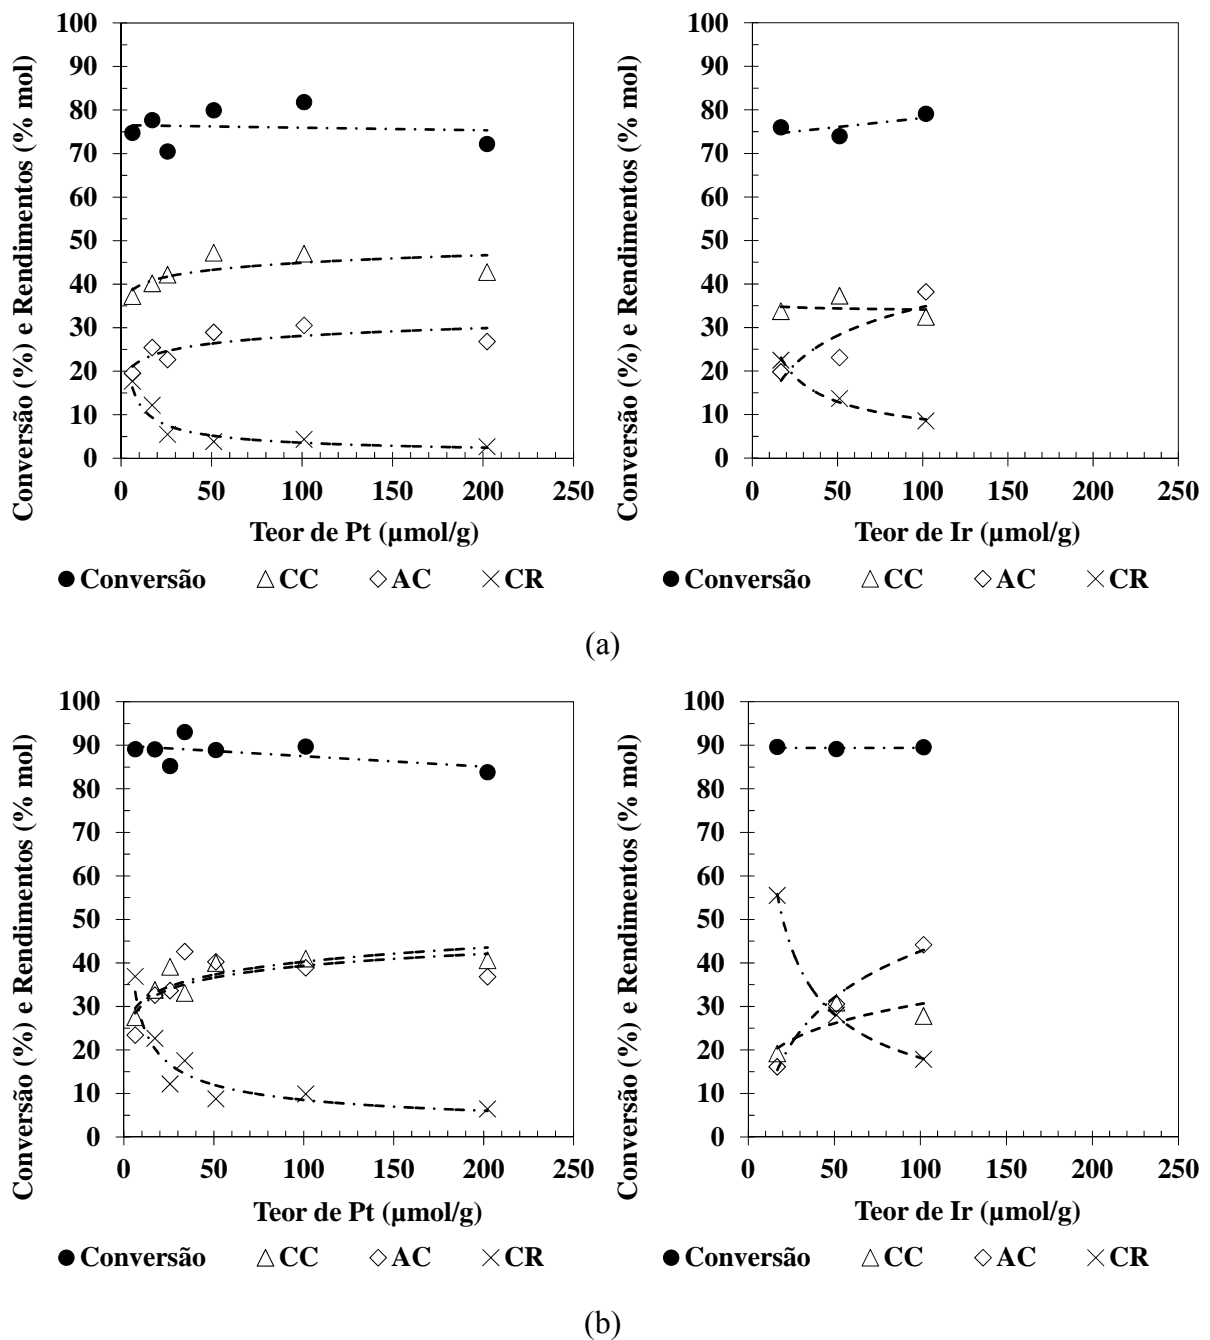 Conversão (%) e Rendimentos (% mol)
100
90
80
70
60
50
40
30
20
10
0
0 50 100 150 200 250
Teor de Pt (µmol/g)
Conversão CC AC CR
Conversão (%) e Rendimentos (% mol)
100
90
80
70
60
50
40
30
20
10
0
0 50 100 150 200 250
Teor de Ir (µmol/g)
Conversão CC AC CR
(a)
Conversão (%) e Rendimentos (% mol)
100
90
80
70
60
50
40
30
20
10
0
0 50 100 150 200 250
Teor de Pt (µmol/g)
Conversão CC AC CR
Conversão (%) e Rendimentos (% mol)
100
90
80
70
60
50
40
30
20
10
0
0 50 100 150 200 250
Teor de Ir (µmol/g)
Conversão CC AC CR
(b)